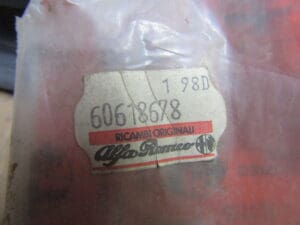 1 98D
60618678
RICAMBI ORIGINALI
Alfa Romeo